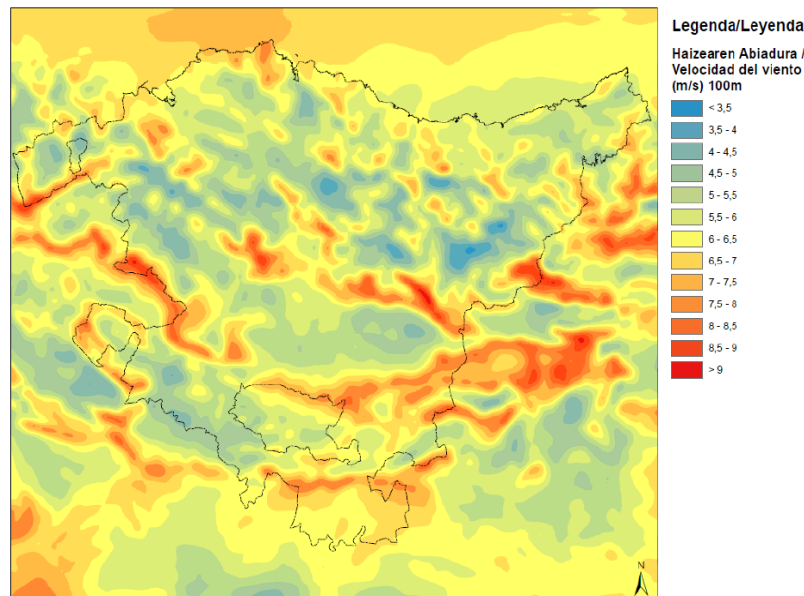 Legenda/Leyenda
Haizearen Abiadura /
Velocidad del viento
(m/s) 100m
< 3,5
3,5 - 4
4 - 4,5
4,5 - 5
5 - 5,5
5,5 - 6
6 - 6,5
6,5 - 7
7 - 7,5
7,5 - 8
8 - 8,5
8,5 - 9
> 9
N